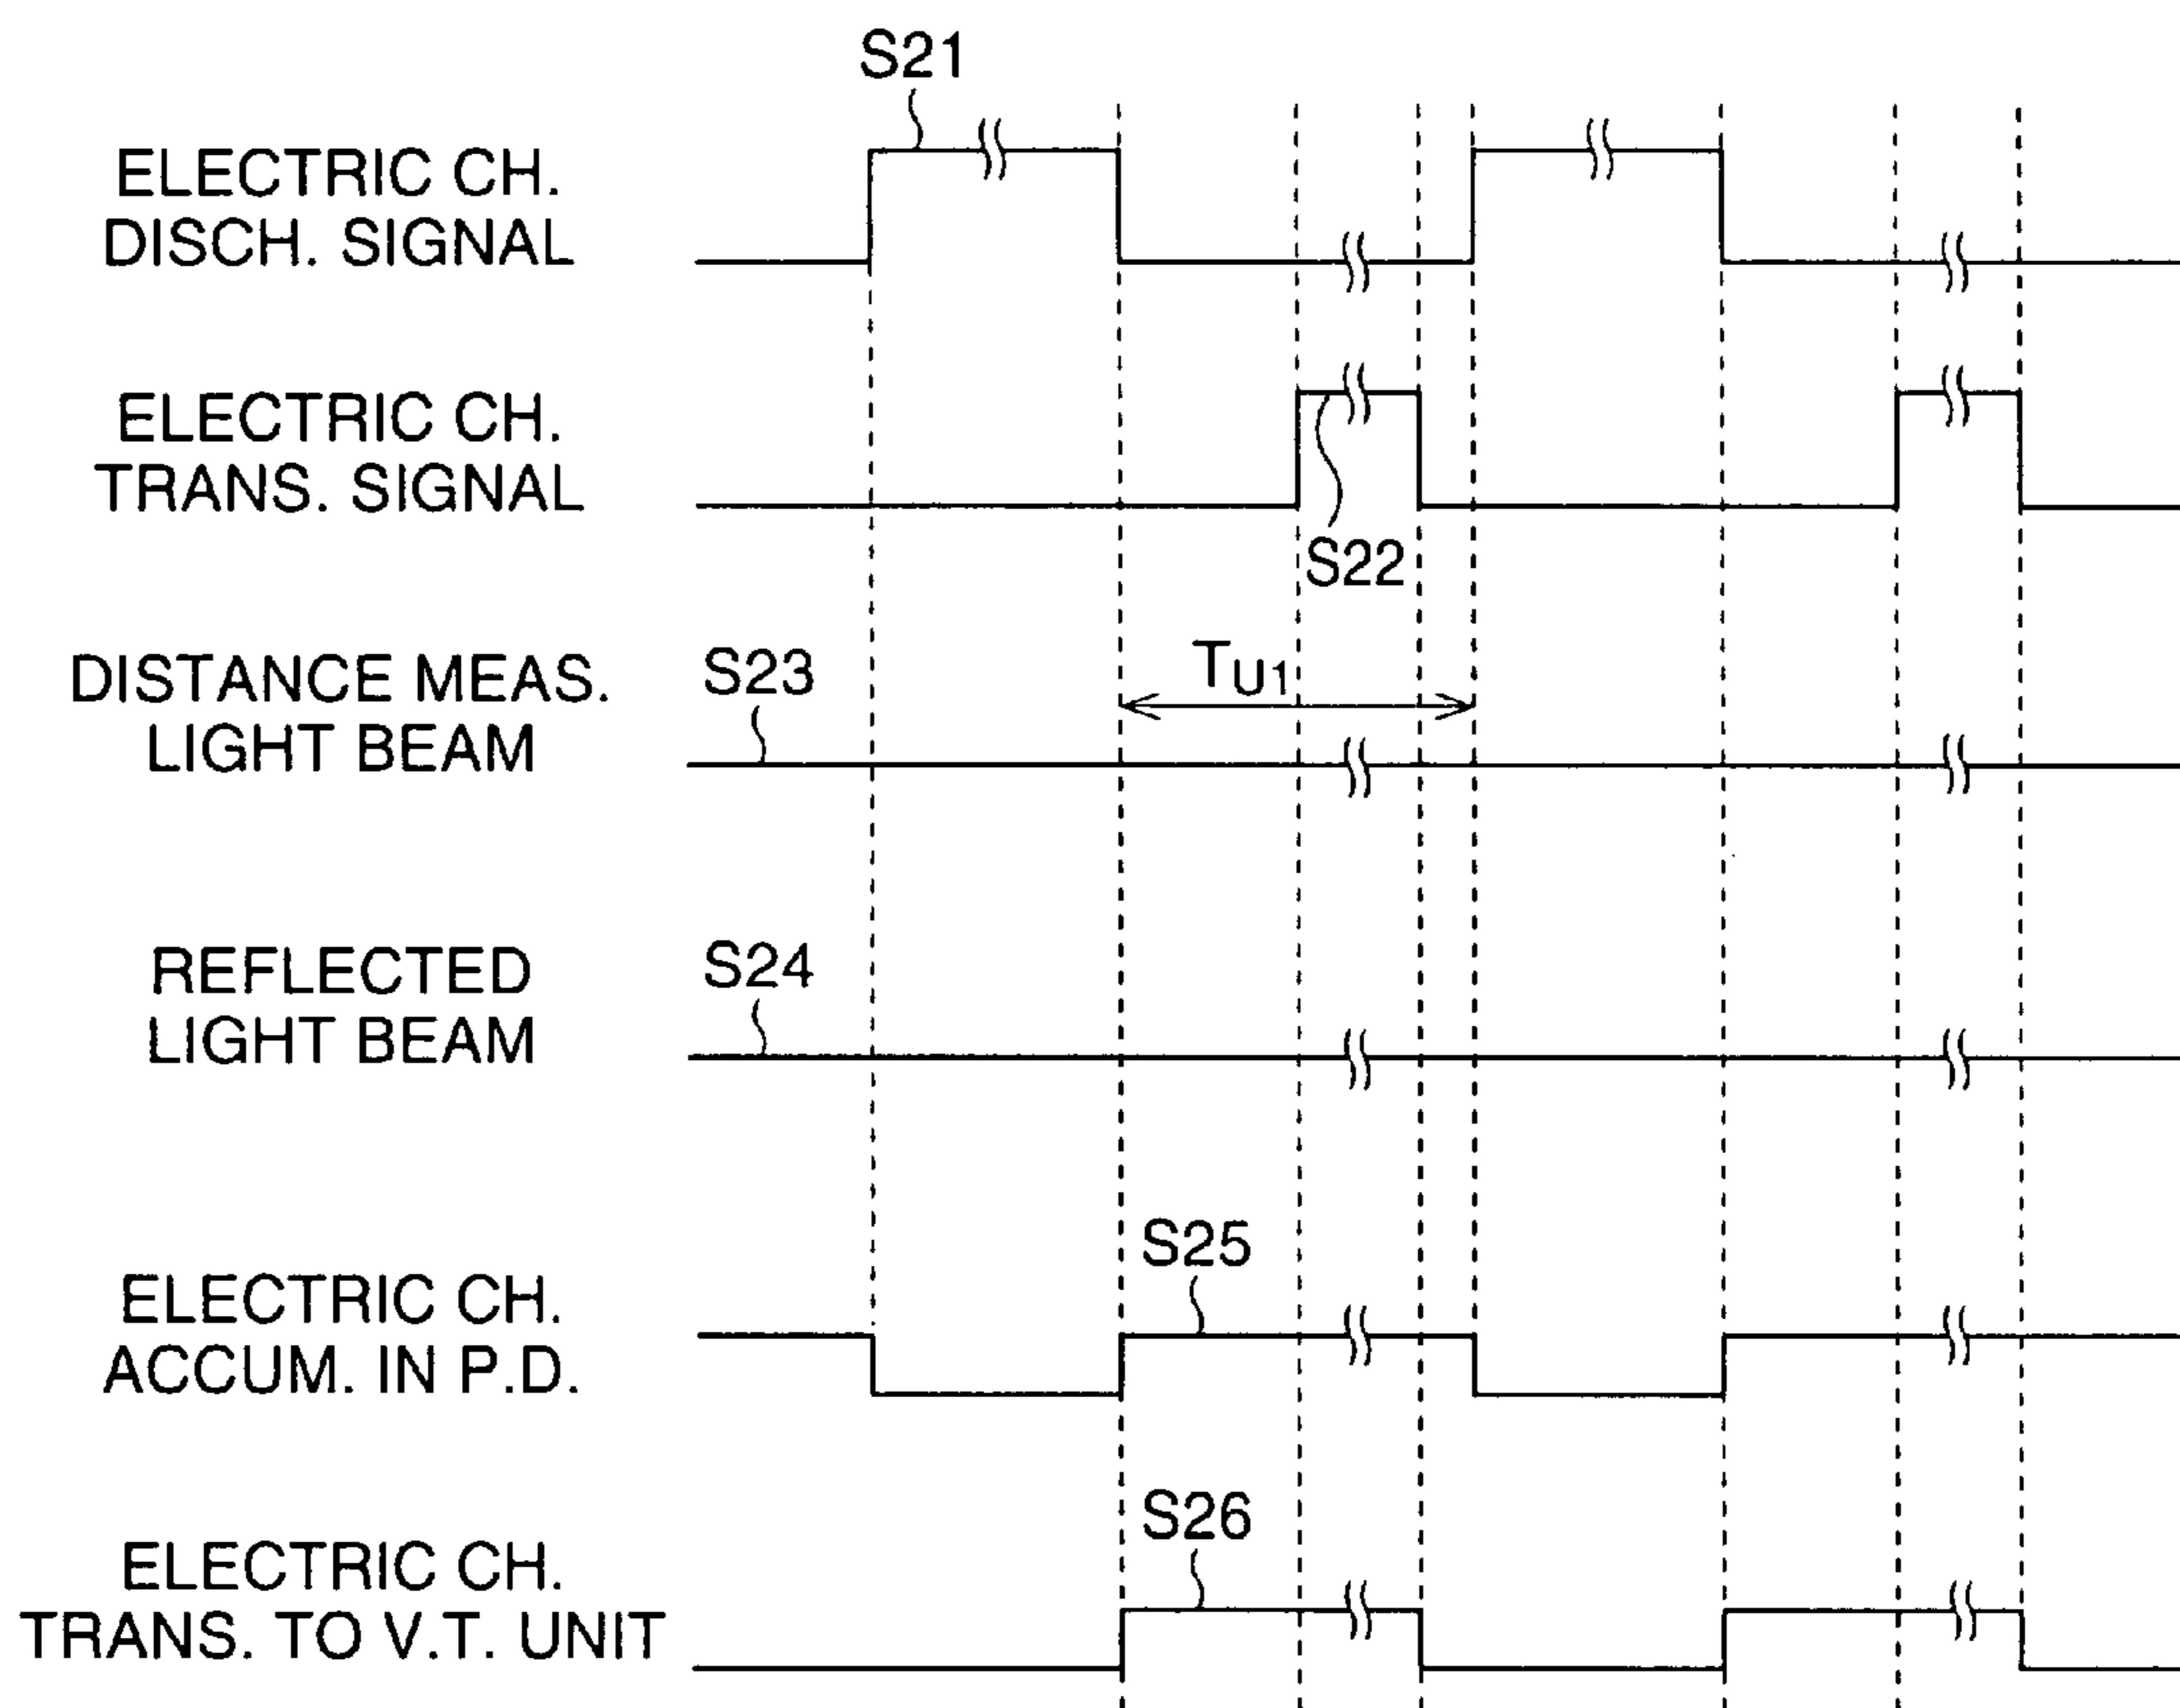 S21
ELECTRIC CH.
DISCH. SIGNAL
ELECTRIC CH.
TRANS. SIGNAL
S22
DISTANCE MEAS.
LIGHT BEAM
S23
TU1
REFLECTED
LIGHT BEAM
S24
S25
ELECTRIC CH.
ACCUM. IN P.D.
S26
ELECTRIC CH.
TRANS. TO V.T. UNIT